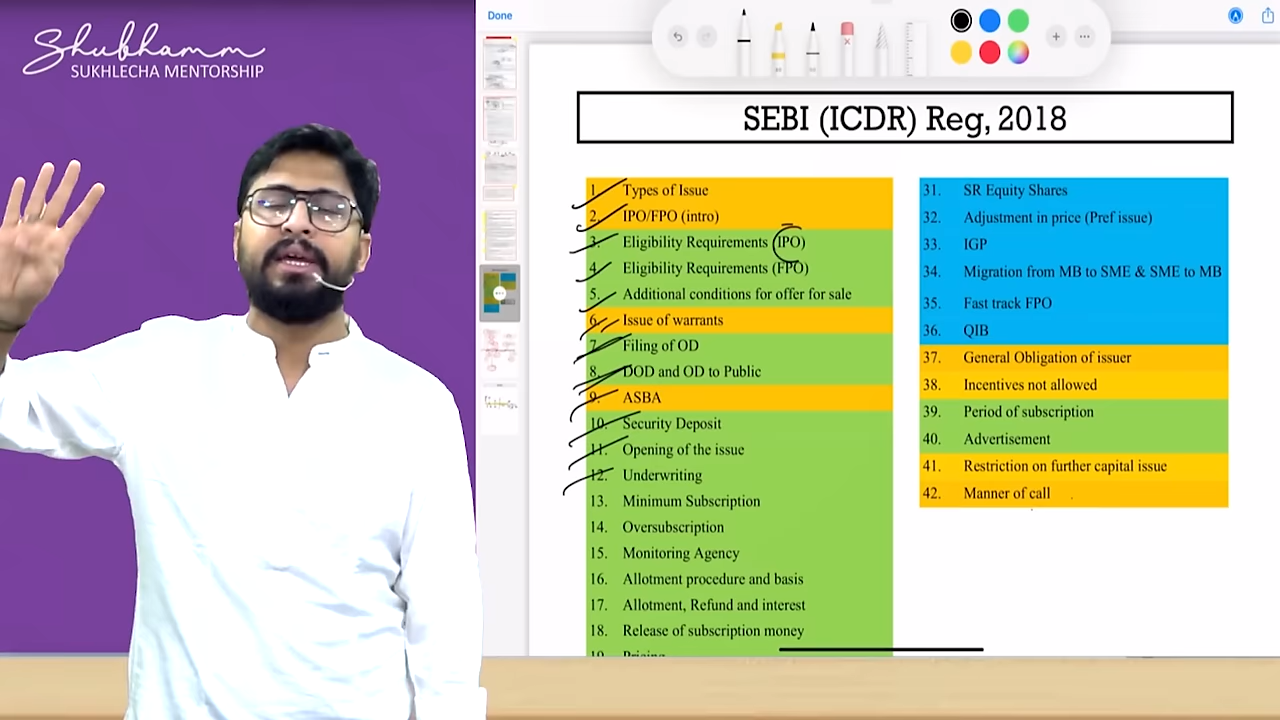 Shubhamm
SUKHLECHA MENTORSHIP
Done
SEBI (ICDR) Reg, 2018
1. Types of Issue
2. IPO/FPO (intro)
3. Eligibility Requirements (IPO)
4. Eligibility Requirements (FPO)
5. Additional conditions for offer for sale
6. Issue of warrants
7. Filing of OD
8. DOD and OD to Public
9. ASBA
10. Security Deposit
11. Opening of the issue
12. Underwriting
13. Minimum Subscription
14. Oversubscription
15. Monitoring Agency
16. Allotment procedure and basis
17. Allotment, Refund and interest
18. Release of subscription money
19. Pricing
31. SR Equity Shares
32. Adjustment in price (Pref issue)
33. IGP
34. Migration from MB to SME & SME to MB
35. Fast track FPO
36. QIB
37. General Obligation of issuer
38. Incentives not allowed
39. Period of subscription
40. Advertisement
41. Restriction on further capital issue
42. Manner of call